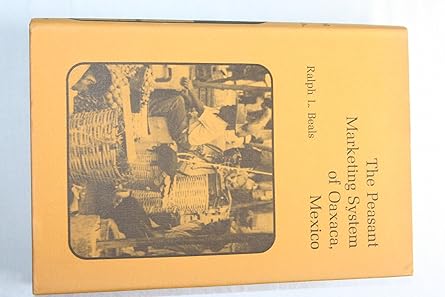 The Peasant
Marketing System
of Oaxaca,
Mexico
Ralph L. Beals